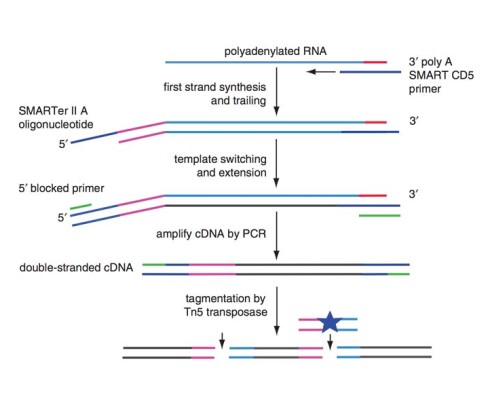 polyadenylated RNA
3′ poly A
SMART CD5
primer
first strand synthesis
and trailing
SMARTer II A
oligonucleotide
5′
3′
template switching
and extension
5′ blocked primer
5′
3′
amplify cDNA by PCR
double-stranded cDNA
tagmentation by
Tn5 transposase